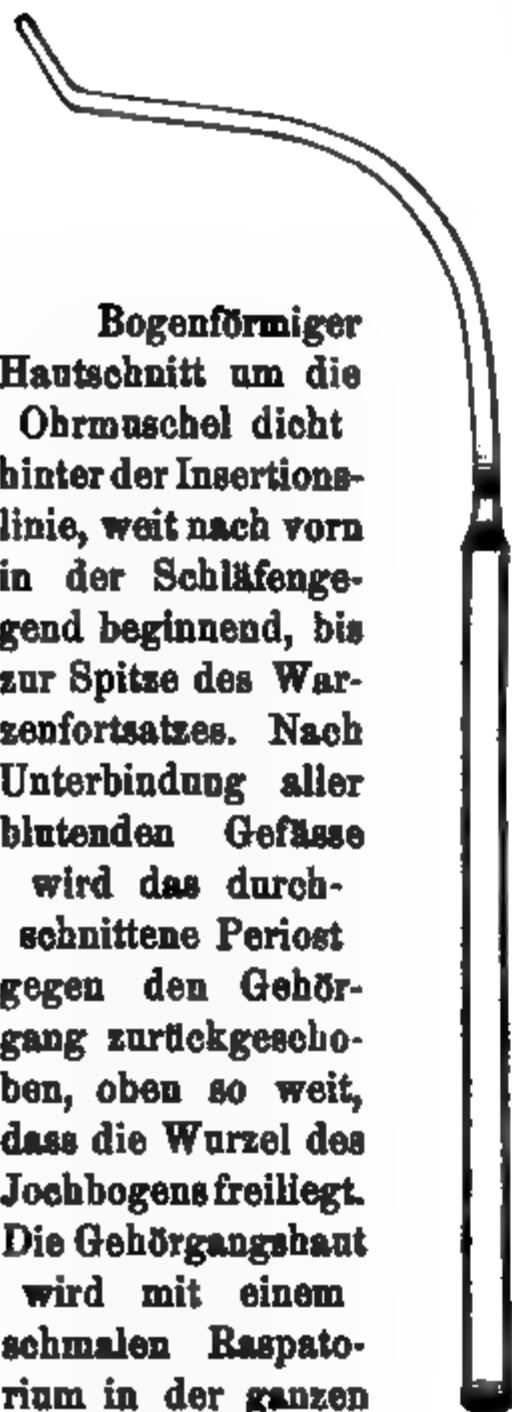 Bogenförmiger
Hautschnitt um die
Ohrmuschel dicht
hinter der Insertions-
linie, weit nach vorn
in der Schläfenge-
gend beginnend, bis
zur Spitze des War-
zenfortsatzes. Nach
Unterbindung aller
blutenden Gefässe
wird das durch-
schnittene Periost
gegen den Gehör-
gang zurückgescho-
ben, oben so weit,
dass die Wurzel des
Jochbogens freiliegt.
Die Gehörgangshaut
wird mit einem
schmalen Raspato-
rium in der ganzen